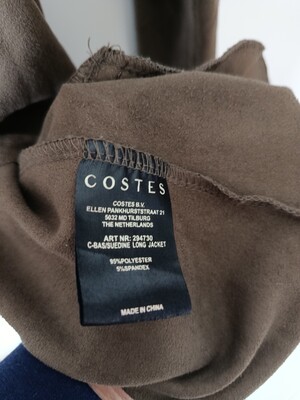 COSTES
COSTES B.V.
ELLEN PANKHURSTSTRAAT 21
5032 MD TILBURG
THE NETHERLANDS
ART NR: 294730
C-BAS/SUEDINE LONG JACKET
95%POLYESTER
5%SPANDEX
MADE IN CHINA